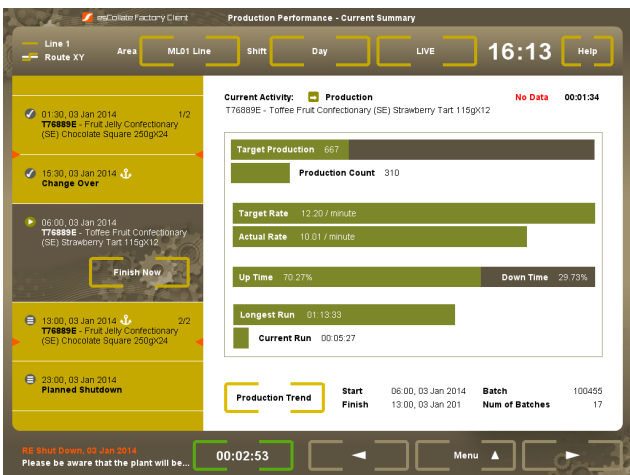 esCollate Factory Client
Production Performance - Current Summary
Line 1
Route XY
Area
ML01 Line
Shift
Day
LIVE
16:13
Help
01:30, 03 Jan 2014 1/2
T76889E - Fruit Jelly Confectionary
(SE) Chocolate Square 250gX24
15:30, 03 Jan 2014
Change Over
06:00, 03 Jan 2014
T76889E - Toffee Fruit Confectionary
(SE) Strawberry Tart 115gX12
Finish Now
13:00, 03 Jan 2014 2/2
T76889E - Fruit Jelly Confectionary
(SE) Chocolate Square 250gX24
23:00, 03 Jan 2014
Planned Shutdown
Current Activity: Production No Data 00:01:34
T76889E - Toffee Fruit Confectionary (SE) Strawberry Tart 115gX12
Target Production 667
Production Count 310
Target Rate 12.20 / minute
Actual Rate 10.01 / minute
Up Time 70.27% Down Time 29.73%
Longest Run 01:13:33
Current Run 00:05:27
Production Trend
Start 06:00, 03 Jan 2014 Batch 100455
Finish 13:00, 03 Jan 201 Num of Batches 17
RE Shut Down, 03 Jan 2014
Please be aware that the plant will be...
00:02:53
Menu